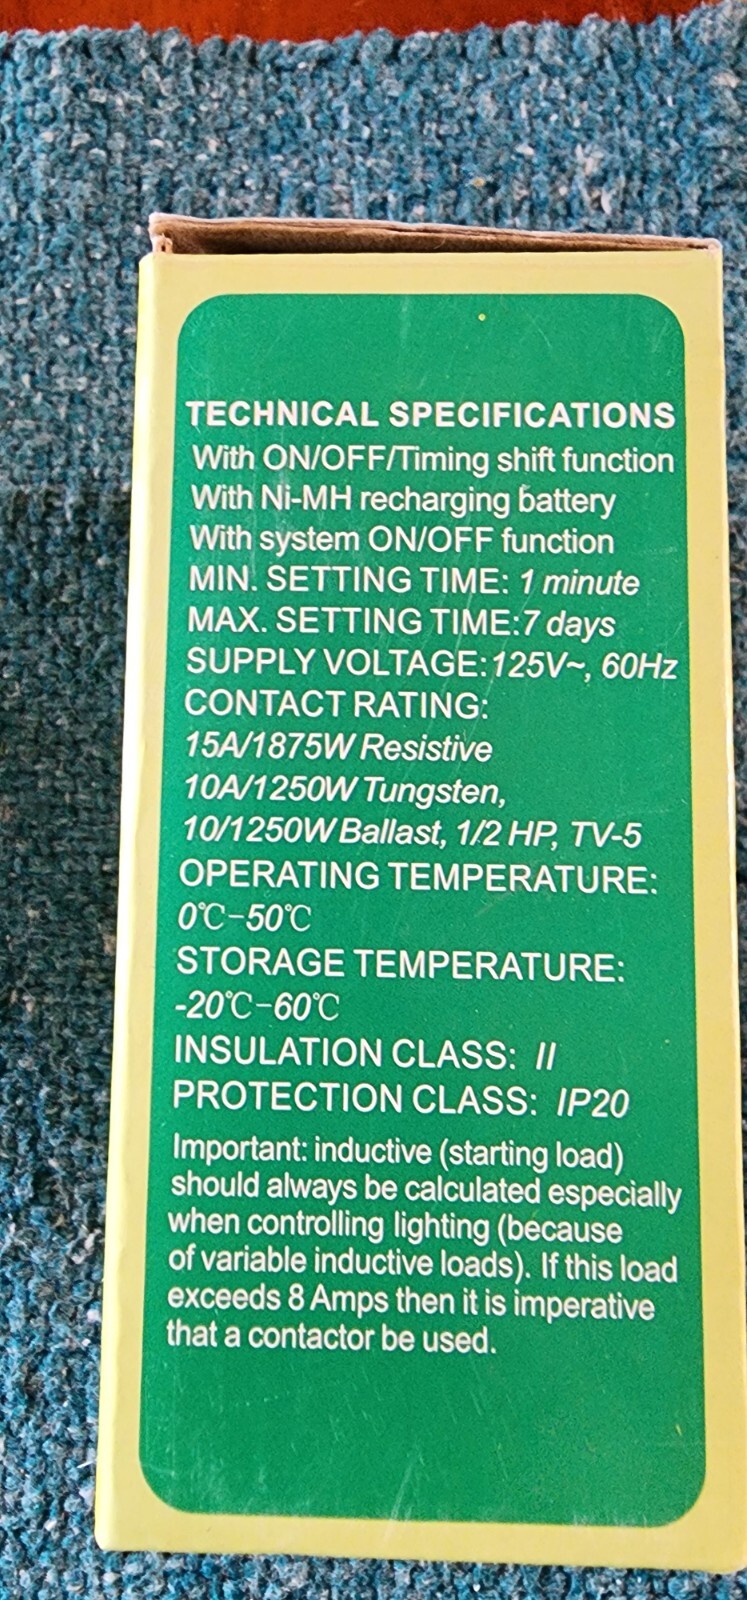 TECHNICAL SPECIFICATIONS
With ON/OFF/Timing shift function
With Ni-MH recharging battery
With system ON/OFF function
MIN. SETTING TIME: 1 minute
MAX. SETTING TIME:7 days
SUPPLY VOLTAGE:125V~, 60Hz
CONTACT RATING:
15A/1875W Resistive
10A/1250W Tungsten,
10/1250W Ballast, 1/2 HP, TV-5
OPERATING TEMPERATURE:
0℃-50℃
STORAGE TEMPERATURE:
-20℃-60℃
INSULATION CLASS: II
PROTECTION CLASS: IP20
Important: inductive (starting load)
should always be calculated especially
when controlling lighting (because
of variable inductive loads). If this load
exceeds 8 Amps then it is imperative
that a contactor be used.